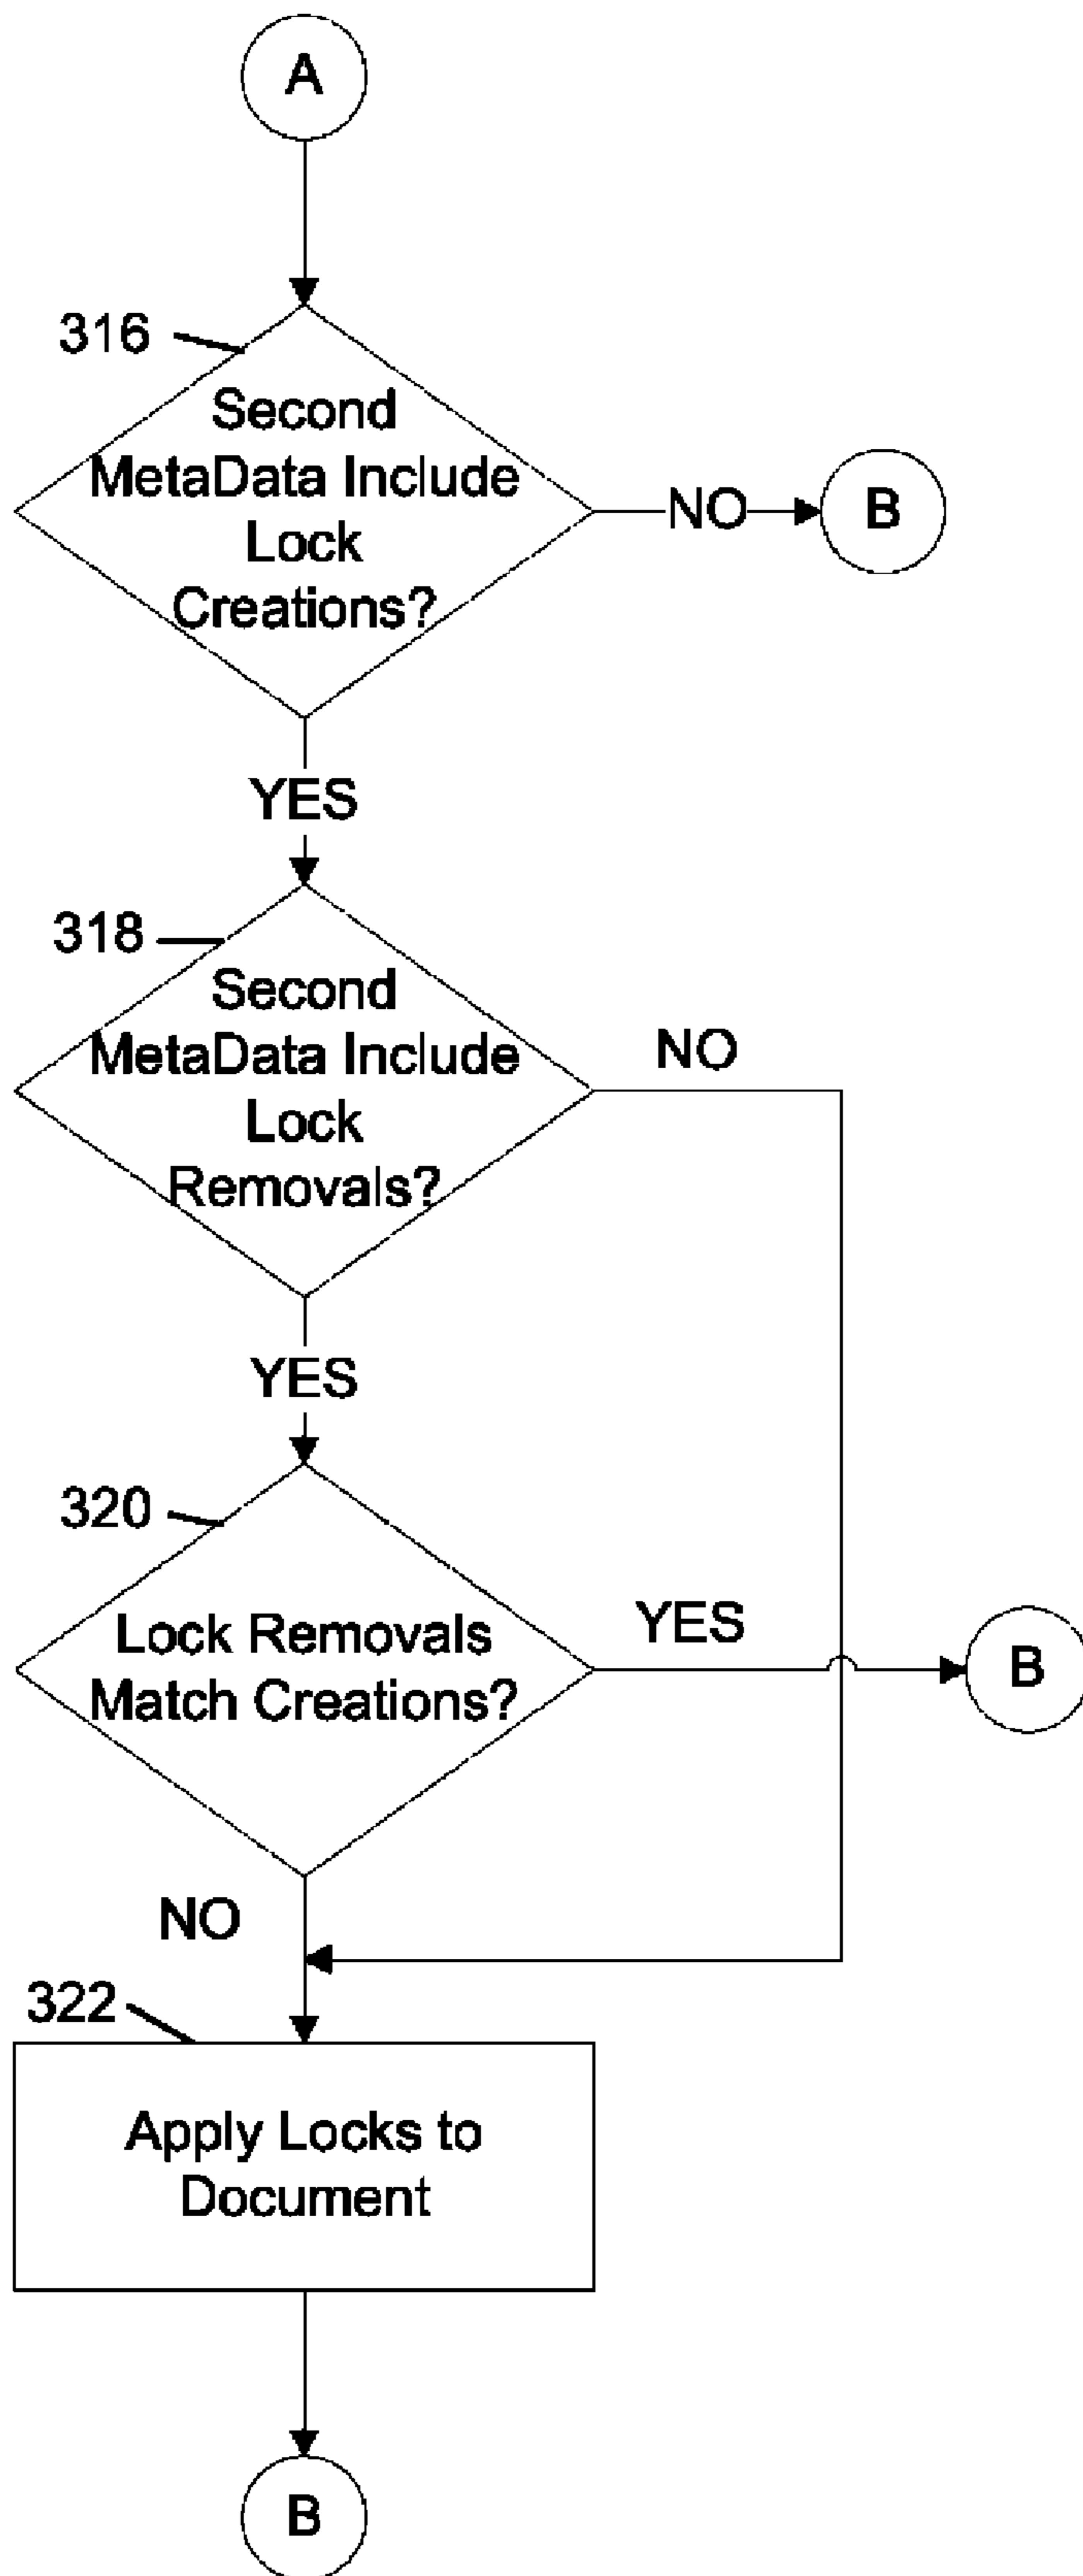 A
316
Second
MetaData Include
Lock
Creations?
NO
B
YES
318
Second
MetaData Include
Lock
Removals?
NO
YES
320
Lock Removals
Match Creations?
YES
B
NO
322
Apply Locks to
Document
B